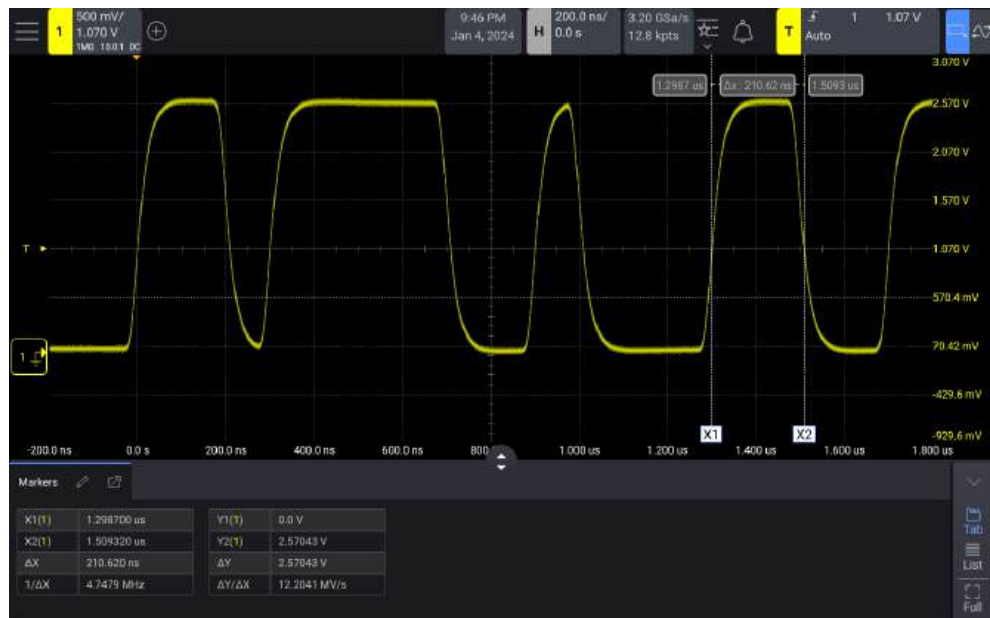 500 mV/
1
1.070 V
1MΩ 10.0:1 DC
9:46 PM
Jan 4, 2024
H
200.0 ns/
0.0 s
3.20 GSa/s
12.8 kpts
T
1
1.07 V
Auto
3.070 V
1.2987 us
Δx : 210.62 ns
1.5093 us
2.570 V
2.070 V
1.570 V
T
1.070 V
570.4 mV
1
70.42 mV
-429.6 mV
X1
X2
-929.6 mV
-200.0 ns
0.0 s
200.0 ns
400.0 ns
600.0 ns
800
1.000 us
1.200 us
1.400 us
1.600 us
1.800 us
Markers
X1(1) 1.298700 us Y1(1) 0.0 V
X2(1) 1.509320 us Y2(1) 2.57043 V
ΔX 210.620 ns ΔY 2.57043 V
1/ΔX 4.7479 MHz ΔY/ΔX 12.2041 MV/s
Tab
List
Full